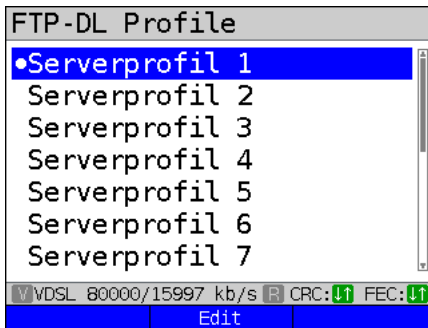 FTP-DL Profile
●Serverprofil 1
Serverprofil 2
Serverprofil 3
Serverprofil 4
Serverprofil 5
Serverprofil 6
Serverprofil 7
V VDSL 80000/15997 kb/s R CRC:↓↑ FEC:↓↑
Edit